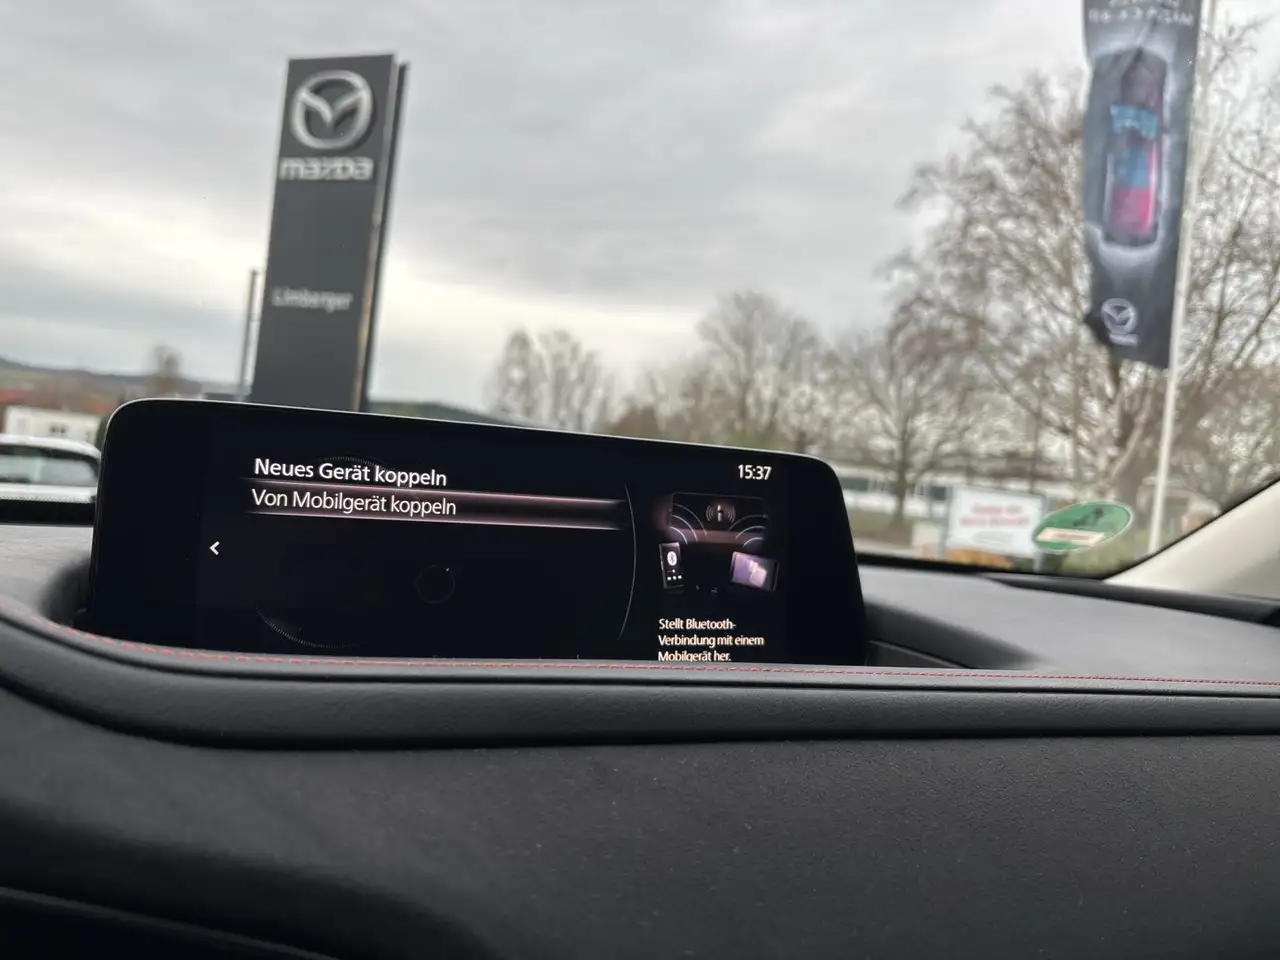 mazda
Limberger
Neues Gerät koppeln
15:37
Von Mobilgerät koppeln
Stellt Bluetooth-
Verbindung mit einem
Mobilgerät her.